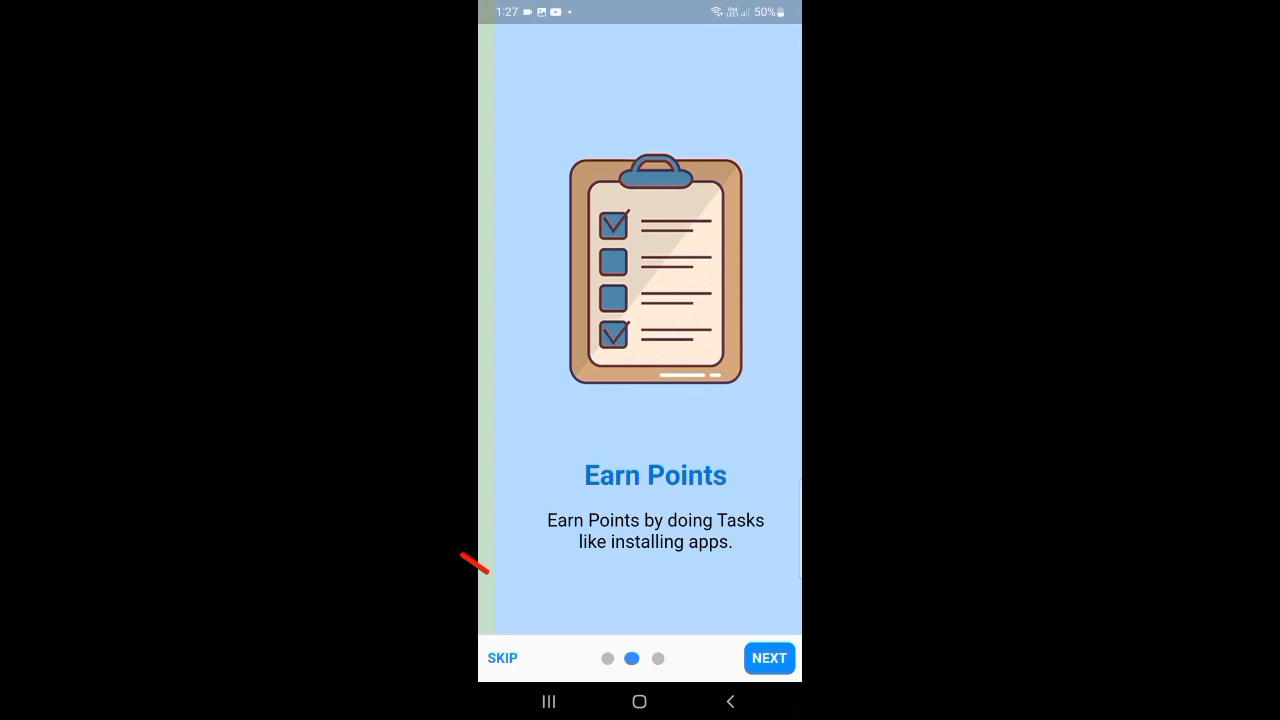 1:27
50%
Earn Points
Earn Points by doing Tasks
like installing apps.
SKIP
NEXT